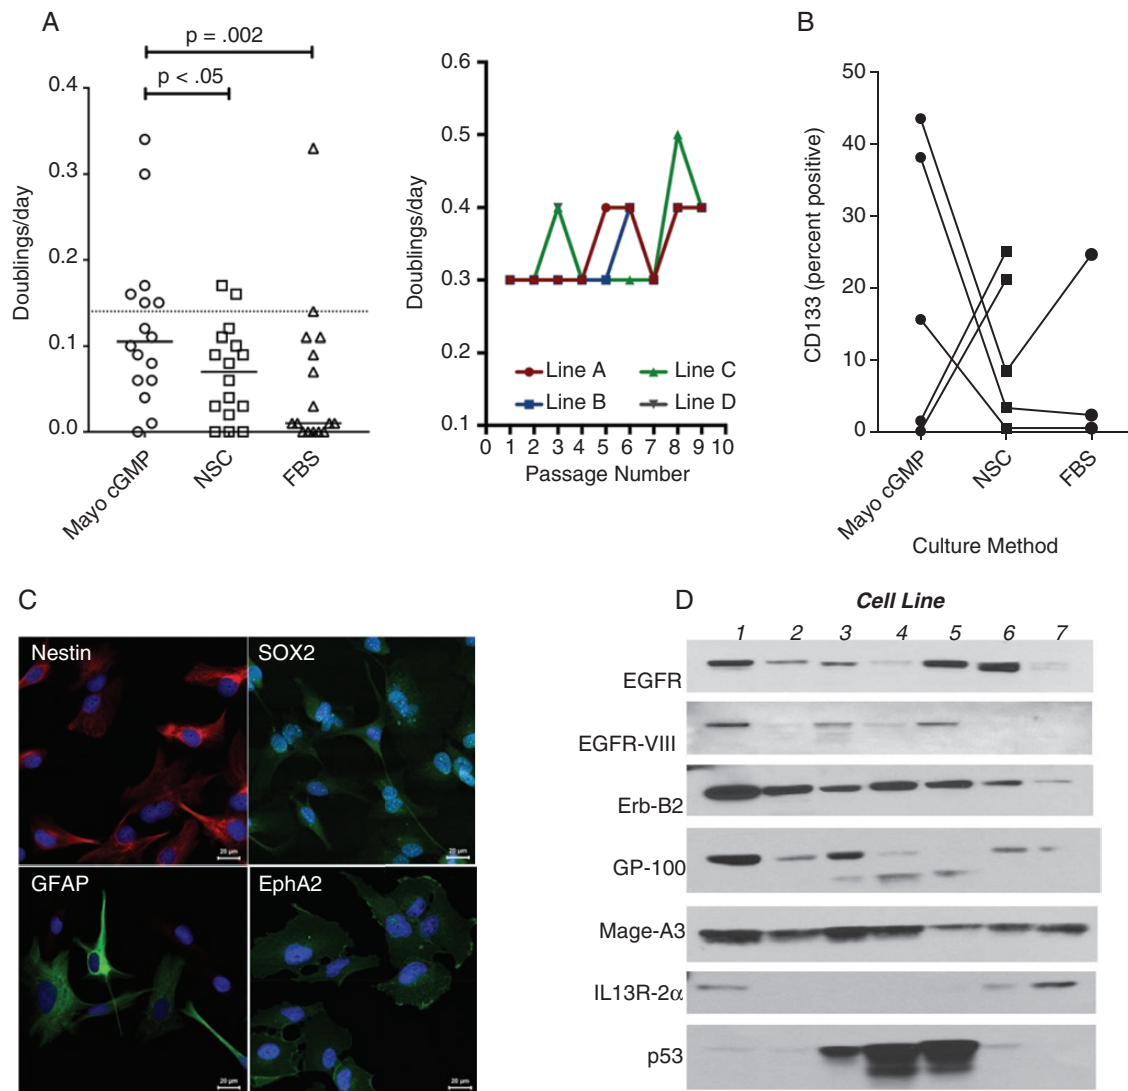 A
p = .002
p < .05
0.4
0.3
0.2
0.1
0.0
Doublings/day
Mayo cGMP
NSC
FBS
0.6
0.5
0.4
0.3
0.2
0.1
Doublings/day
Line A
Line C
Line B
Line D
0 1 2 3 4 5 6 7 8 9 10
Passage Number
B
50
40
30
20
10
0
CD133 (percent positive)
Mayo cGMP
NSC
FBS
Culture Method
C
Nestin
SOX2
20 μm
20 μm
GFAP
EphA2
20 μm
20 μm
D
Cell Line
1 2 3 4 5 6 7
EGFR
EGFR-VIII
Erb-B2
GP-100
Mage-A3
IL13R-2α
p53